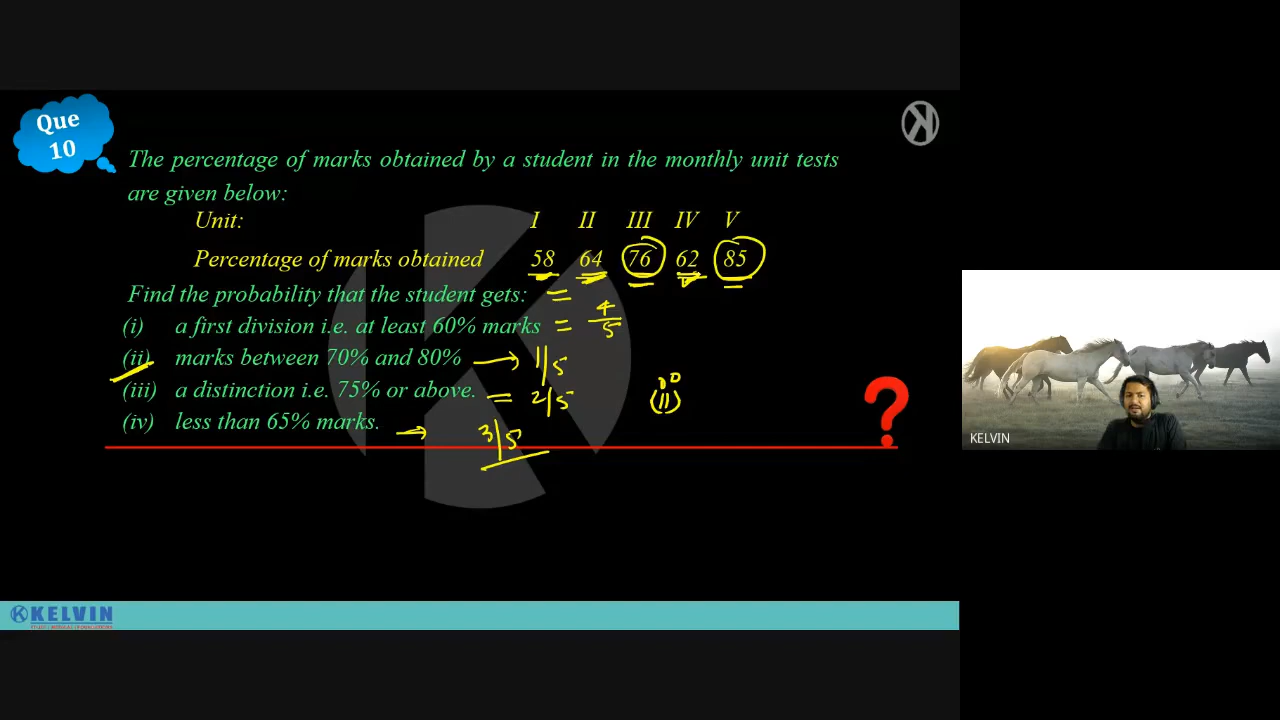 Que
10
The percentage of marks obtained by a student in the monthly unit tests
are given below:
Unit: I II III IV V
Percentage of marks obtained 58 64 76 62 85
Find the probability that the student gets: =
(i) a first division i.e. at least 60% marks = 4/5
(ii) marks between 70% and 80% → 1/5
(iii) a distinction i.e. 75% or above. = 2/5
(iv) less than 65% marks. → 3/5
?
KELVIN
KELVIN